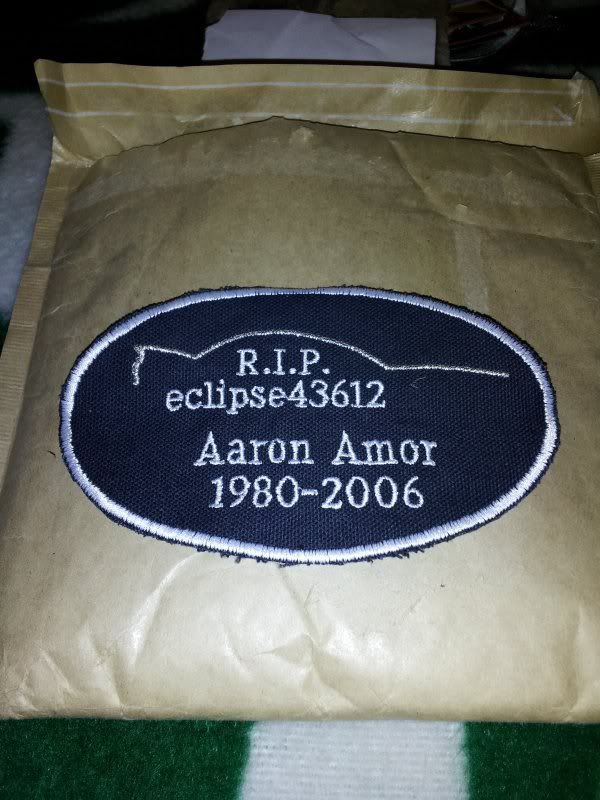 R.I.P.
eclipse43612
Aaron Amor
1980-2006